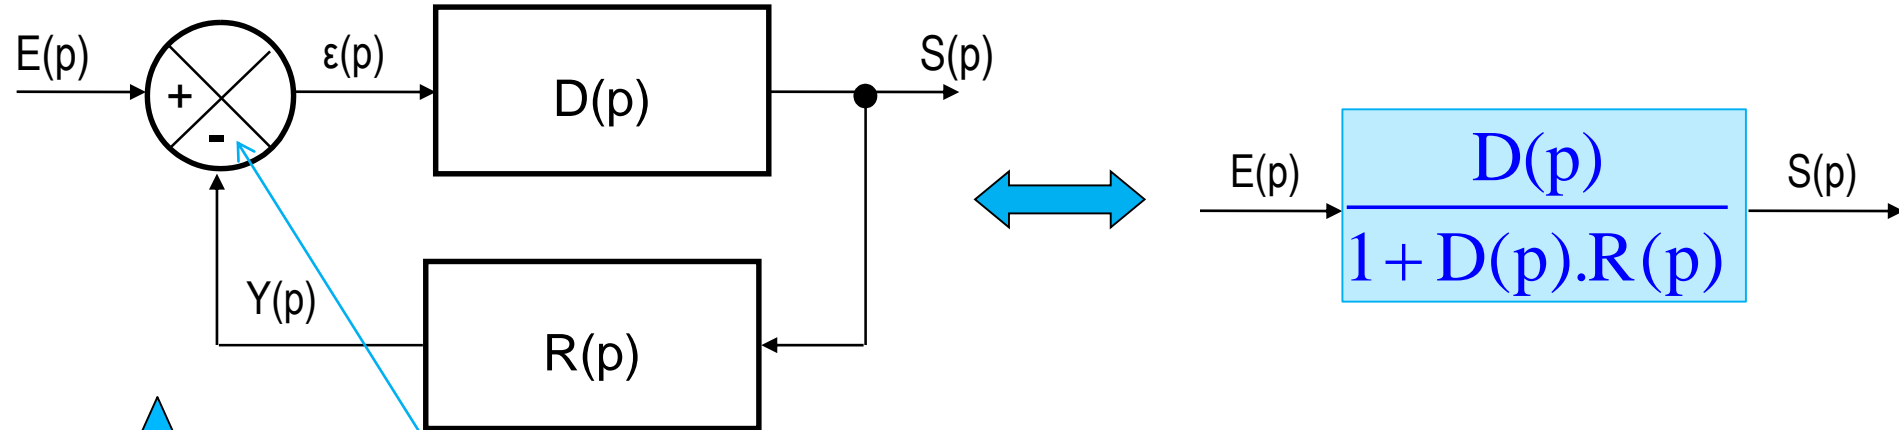 E(p)
+
-
ε(p)
D(p)
S(p)
Y(p)
R(p)
E(p)
D(p)
1+D(p).R(p)
S(p)